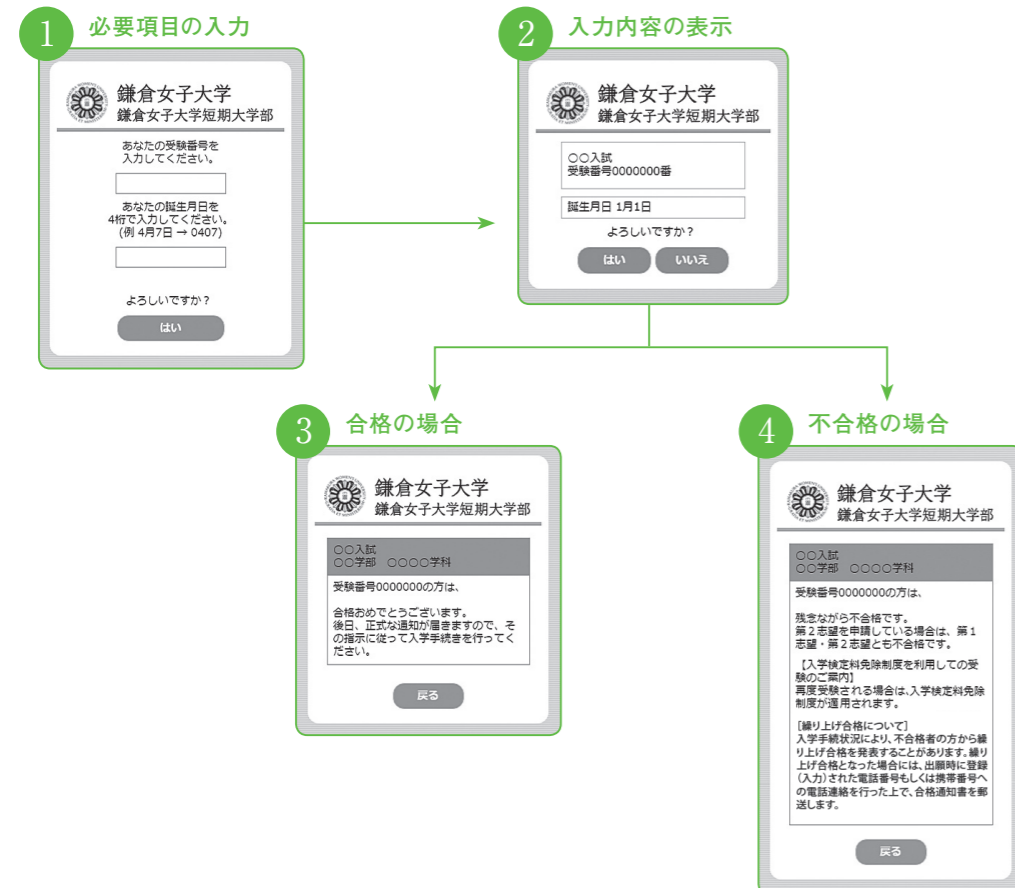 1 必要項目の入力
鎌倉女子大学
鎌倉女子大学短期大学部
あなたの受験番号を
入力してください。
あなたの誕生月日を
4桁で入力してください。
(例 4月7日 → 0407)
よろしいですか？
はい
2 入力内容の表示
鎌倉女子大学
鎌倉女子大学短期大学部
○○入試
受験番号0000000番
誕生月日 1月1日
よろしいですか？
はい いいえ
3 合格の場合
鎌倉女子大学
鎌倉女子大学短期大学部
○○入試
○○学部 ○○○○学科
受験番号0000000の方は、
合格おめでとうございます。
後日、正式な通知が届きますので、そ
の指示に従って入学手続きを行ってく
ださい。
戻る
4 不合格の場合
鎌倉女子大学
鎌倉女子大学短期大学部
○○入試
○○学部 ○○○○学科
受験番号0000000の方は、
残念ながら不合格です。
第２志望を申請している場合は、第１
志望・第２志望とも不合格です。
【入学検定料免除制度を利用しての受
験のご案内】
再度受験される場合は、入学検定料免除
制度が適用されます。
［繰り上げ合格について］
入学手続状況により、不合格者の方から繰
り上げ合格を発表することがあります。繰り
上げ合格となった場合には、出願時に登録
（入力）された電話番号もしくは携帯番号へ
の電話連絡を行った上で、合格通知書を郵
送します。
戻る